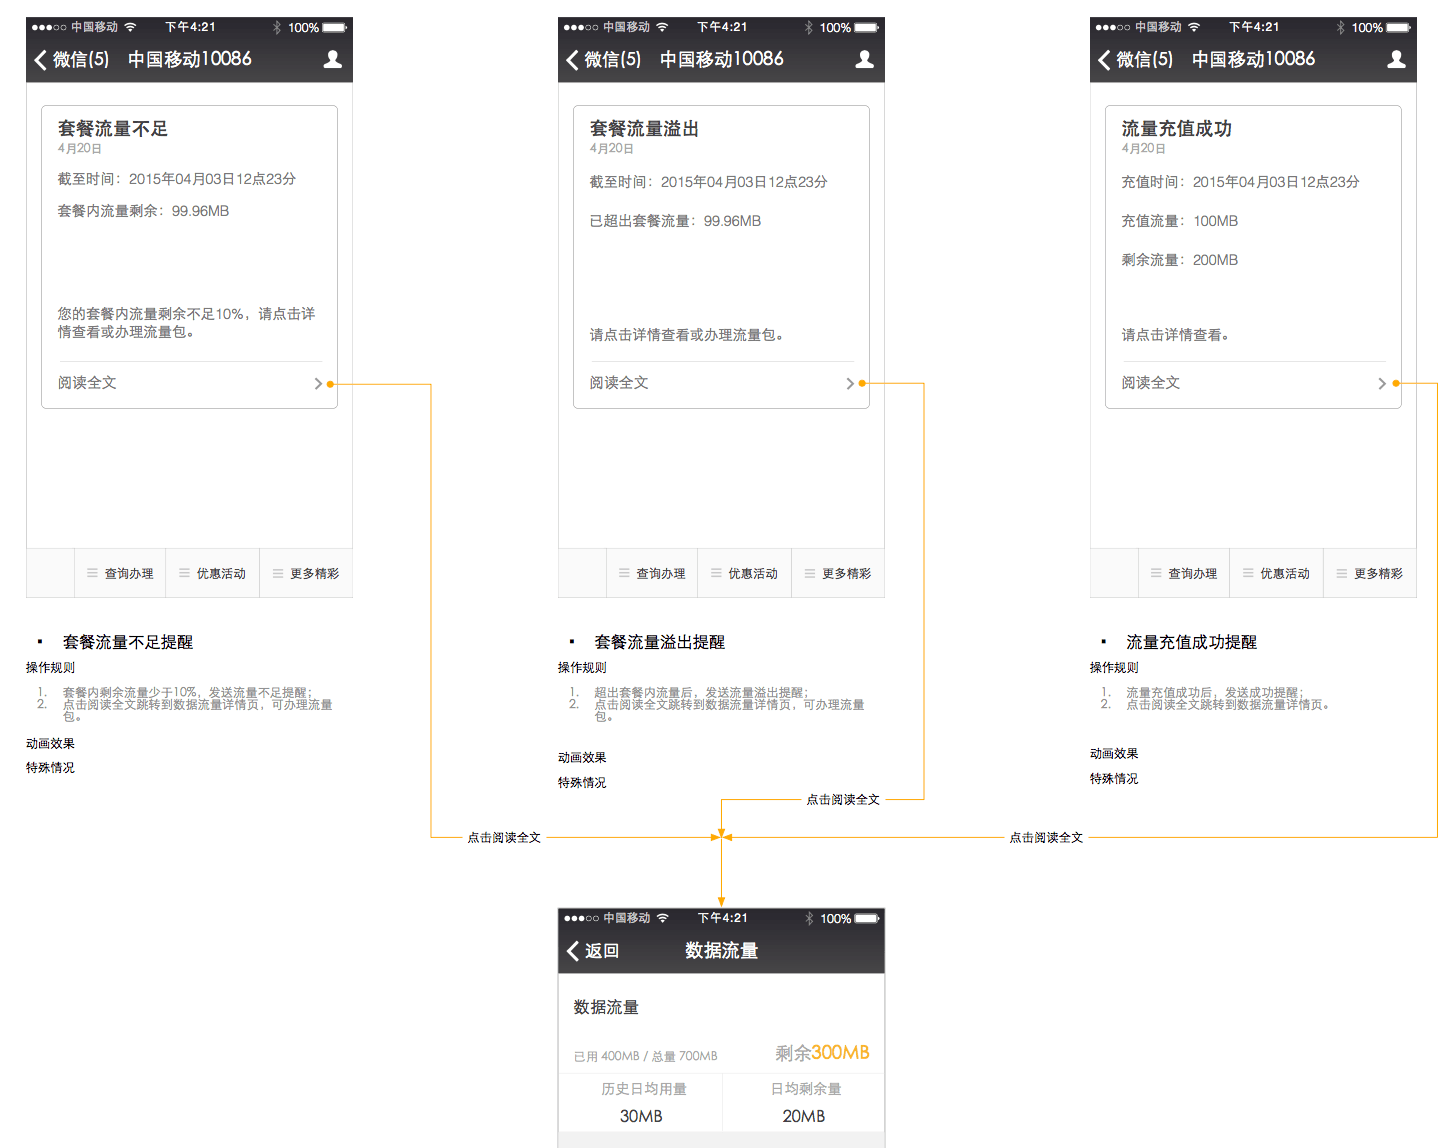 中国移动 下午4:21 100%
微信(5) 中国移动10086
套餐流量不足
4月20日
截至时间：2015年04月03日12点23分
套餐内流量剩余：99.96MB
您的套餐内流量剩余不足10%，请点击详
情查看或办理流量包。
阅读全文
查询办理 优惠活动 更多精彩
▪ 套餐流量不足提醒
操作规则
1. 套餐内剩余流量少于10%，发送流量不足提醒；
2. 点击阅读全文跳转到数据流量详情页，可办理流量
包。
动画效果
特殊情况
中国移动 下午4:21 100%
微信(5) 中国移动10086
套餐流量溢出
4月20日
截至时间：2015年04月03日12点23分
已超出套餐流量：99.96MB
请点击详情查看或办理流量包。
阅读全文
查询办理 优惠活动 更多精彩
▪ 套餐流量溢出提醒
操作规则
1. 超出套餐内流量后，发送流量溢出提醒；
2. 点击阅读全文跳转到数据流量详情页，可办理流量
包。
动画效果
特殊情况
中国移动 下午4:21 100%
微信(5) 中国移动10086
流量充值成功
4月20日
充值时间：2015年04月03日12点23分
充值流量：100MB
剩余流量：200MB
请点击详情查看。
阅读全文
查询办理 优惠活动 更多精彩
▪ 流量充值成功提醒
操作规则
1. 流量充值成功后，发送成功提醒；
2. 点击阅读全文跳转到数据流量详情页。
动画效果
特殊情况
点击阅读全文
点击阅读全文
点击阅读全文
中国移动 下午4:21 100%
返回 数据流量
数据流量
已用 400MB / 总量 700MB 剩余300MB
历史日均用量 日均剩余量
30MB 20MB